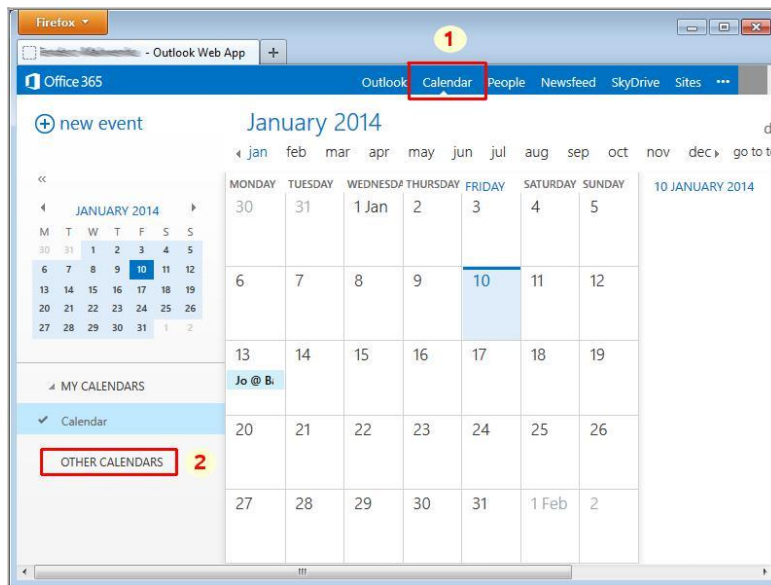 Firefox
- Outlook Web App
1
Office 365 Outlook Calendar People Newsfeed SkyDrive Sites •••
new event
January 2014
d
jan feb mar apr may jun jul aug sep oct nov dec go to t
«
JANUARY 2014
M T W T F S S
30 31 1 2 3 4 5
6 7 8 9 10 11 12
13 14 15 16 17 18 19
20 21 22 23 24 25 26
27 28 29 30 31 1 2
MY CALENDARS
Calendar
OTHER CALENDARS 2
MONDAY TUESDAY WEDNESDA THURSDAY FRIDAY SATURDAY SUNDAY
30 31 1 Jan 2 3 4 5
6 7 8 9 10 11 12
13 14 15 16 17 18 19
Jo @ B
20 21 22 23 24 25 26
27 28 29 30 31 1 Feb 2
10 JANUARY 2014